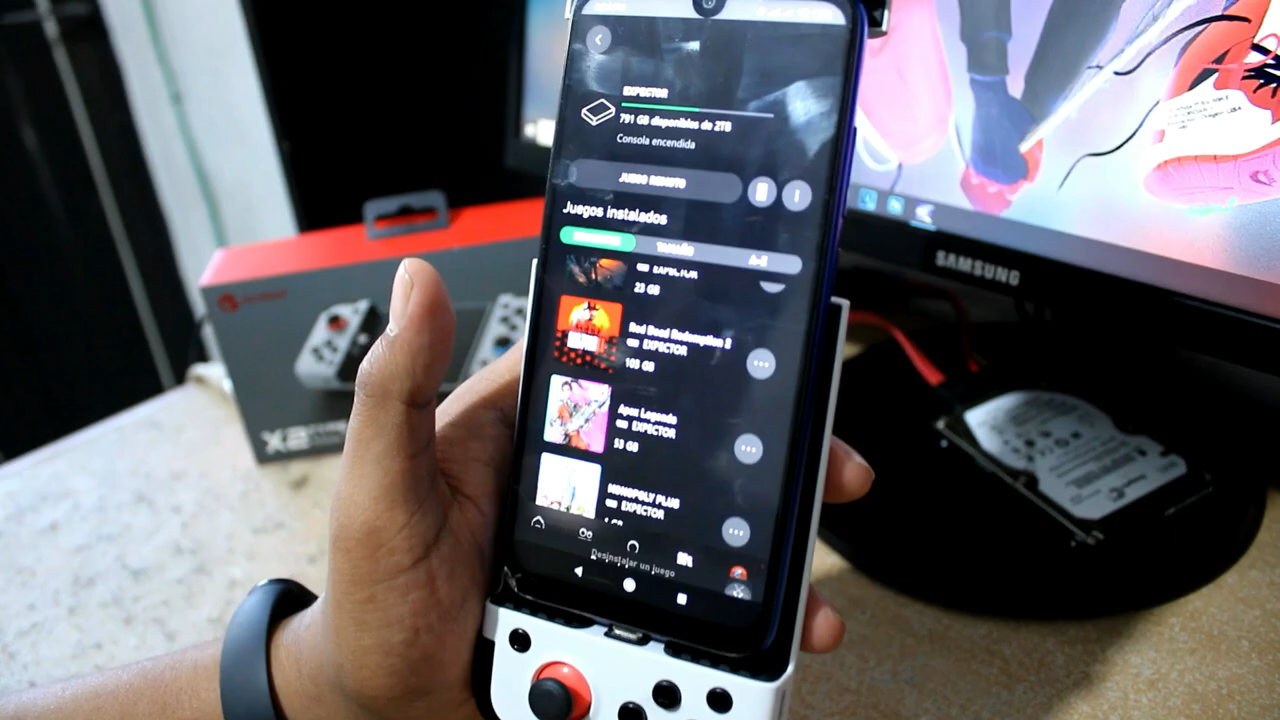 EXPECTOR
791 GB disponibles de 2TB
Consola encendida
JUEGO REMOTO
Juegos instalados
TAMAÑO
A-Z
EXPECTOR
23 GB
Red Dead Redemption 2
EXPECTOR
103 GB
Apex Legends
EXPECTOR
53 GB
MONOPOLY PLUS
EXPECTOR
Desinstalar un juego
SAMSUNG
X2